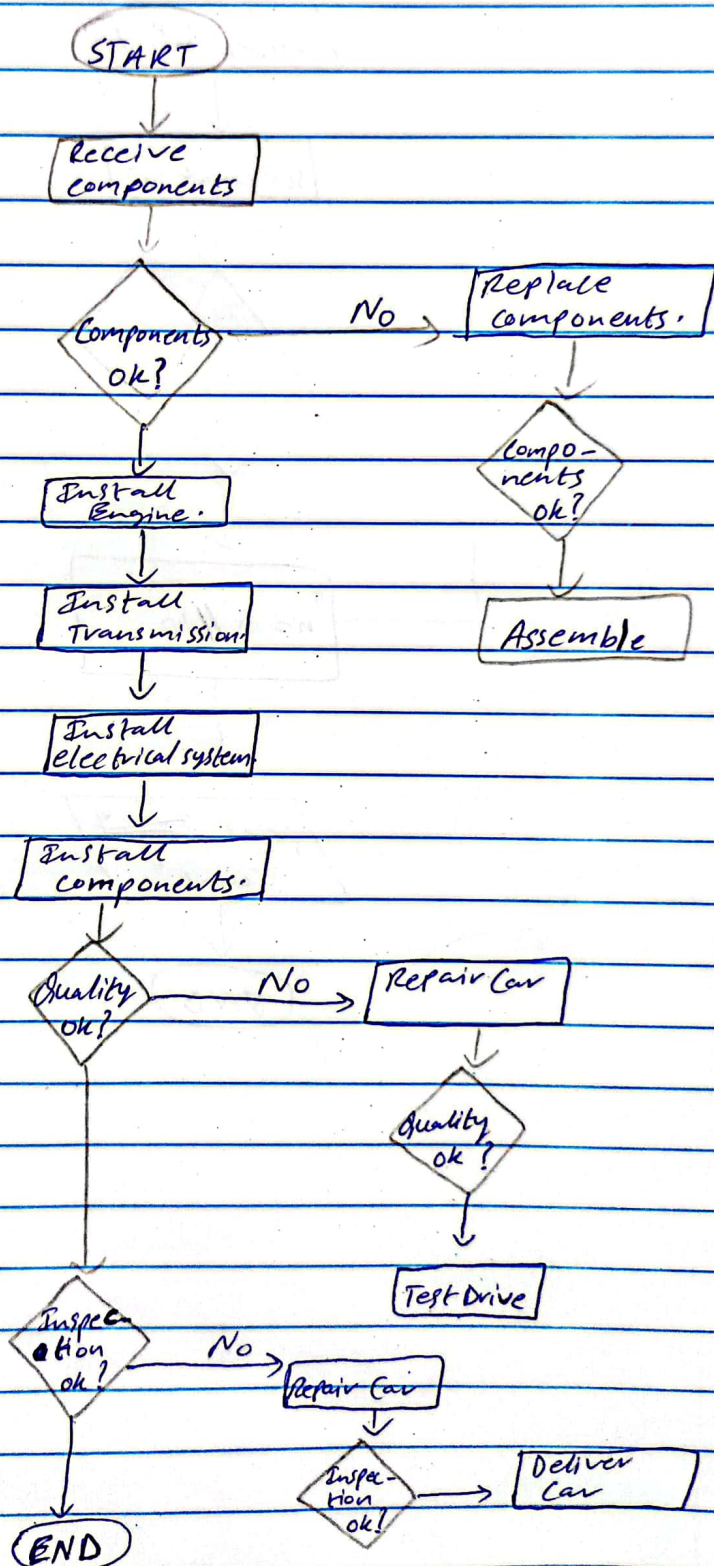 START
Receive
components
Components
ok?
No
Replace
components.
Compo-
nents
ok?
Assemble
Install
Engine.
Install
Transmission.
Install
electrical system
Install
components.
Quality
ok?
No
Repair Car
Quality
ok?
Test Drive
Inspec-
tion
ok?
No
Repair Car
Inspec-
tion
ok?
Deliver
Car
END